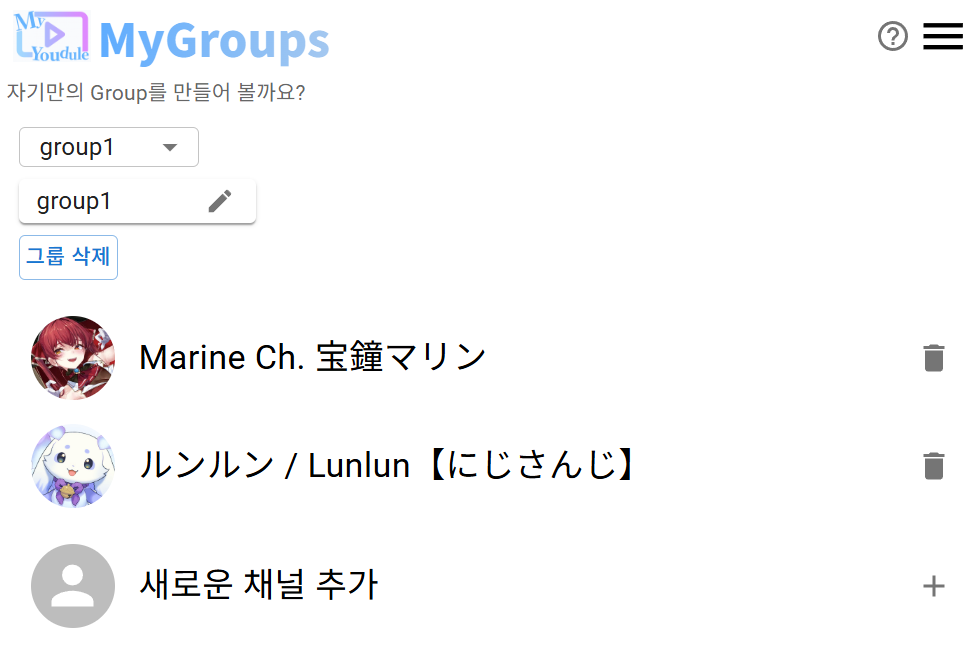 My Youdule MyGroups
자기만의 Group를 만들어 볼까요?
group1
group1
그룹 삭제
Marine Ch. 宝鐘マリン
ルンルン / Lunlun【にじさんじ】
새로운 채널 추가